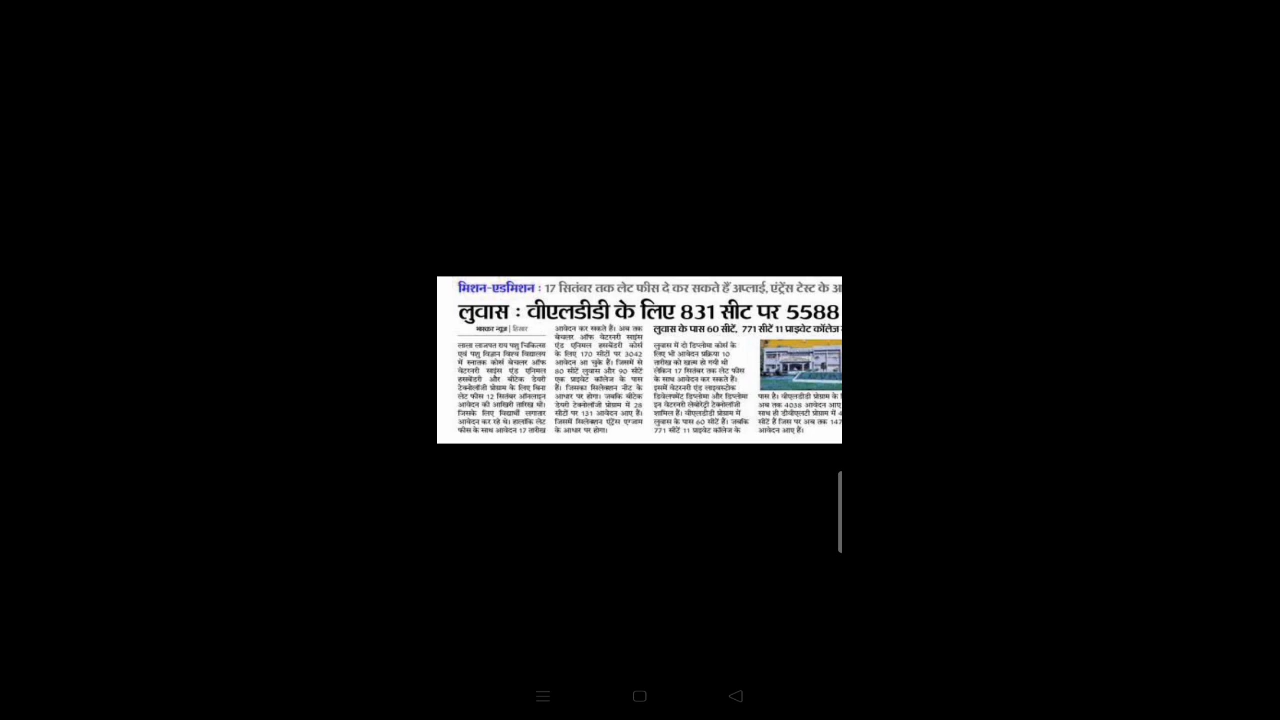 मिशन-एडमिशन : 17 सितंबर तक लेट फीस दे कर सकते हैं अप्लाई, एंट्रेंस टेस्ट के
लुवास : वीएलडीडी के लिए 831 सीट पर 5588
भास्कर न्यूज | हिसार
लाला लाजपत राय पशु चिकित्सा
एवं पशु विज्ञान विश्व विद्यालय
में स्नातक कोर्स बेचलर ऑफ
वेटरनरी साइंस एंड एनिमल
हसबेंडरी और बीटेक डेयरी
टेक्नोलॉजी प्रोग्राम के लिए बिना
लेट फीस 12 सितंबर ऑनलाइन
आवेदन की आखिरी तारिख थी।
जिसके लिए विद्यार्थी लगातार
आवेदन कर रहे थे। हालांकि लेट
फीस के साथ आवेदन 17 तारीख
आवेदन कर सकते हैं। अब तक
बेचलर ऑफ वेटरनरी साइंस
एंड एनिमल हसबेंडरी कोर्स
के लिए 170 सीटों पर 3042
आवेदन आ चुके हैं। जिसमें से
80 सीटें लुवास और 90 सीटें
एक प्राइवेट कॉलेज के पास
हैं। जिसका सिलेक्शन नीट के
आधार पर होगा। जबकि बीटेक
डेयरी टेक्नोलॉजी प्रोग्राम में 28
सीटों पर 131 आवेदन आए हैं।
जिसमें सिलेक्शन एंट्रेंस एग्जाम
के आधार पर होगा।
लुवास के पास 60 सीटें, 771 सीटें 11 प्राइवेट कॉलेज
लुवास में दो डिप्लोमा कोर्स के
लिए भी आवेदन प्रक्रिया 10
तारीख को खत्म हो गयी थी
लेकिन 17 सितंबर तक लेट फीस
के साथ आवेदन कर सकते हैं।
इसमें वेटरनरी एंड लाइवस्टोक
डिवेलपमेंट डिप्लोमा और डिप्लोमा
इन वेटरनरी लेबोरेट्री टेक्नोलॉजी
शामिल हैं। वीएलडीडी प्रोग्राम में
लुवास के पास 60 सीटें हैं। जबकि
771 सीटें 11 प्राइवेट कॉलेज के
पास है। वीएलडीडी प्रोग्राम के
अब तक 4038 आवेदन आए
साथ ही डीवीएलटी प्रोग्राम में
सीटें हैं जिस पर अब तक 147
आवेदन आए हैं।